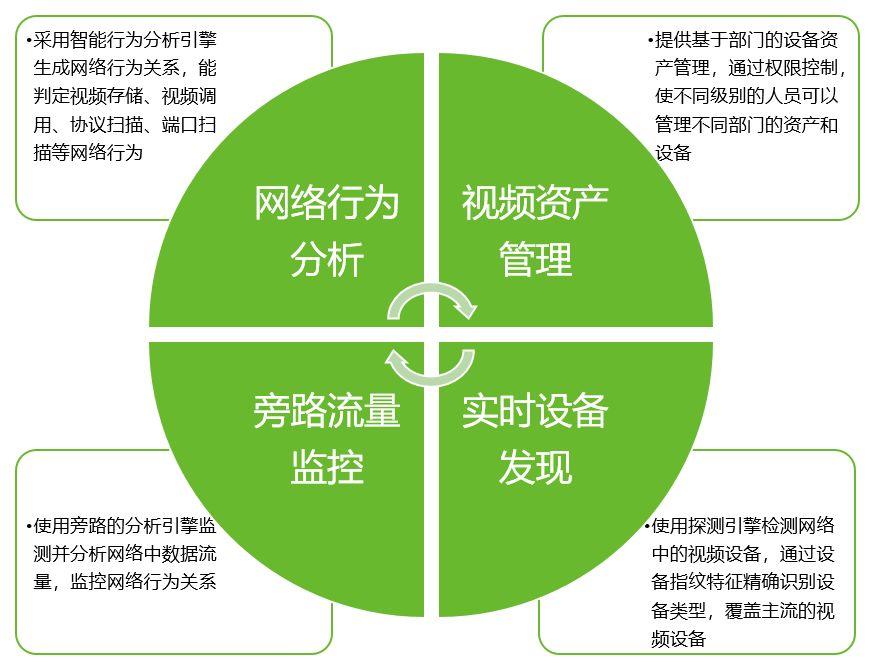 •采用智能行为分析引擎
生成网络行为关系，能
判定视频存储、视频调
用、协议扫描、端口扫
描等网络行为
•提供基于部门的设备资
产管理，通过权限控制，
使不同级别的人员可以
管理不同部门的资产和
设备
网络行为
分析
视频资产
管理
旁路流量
监控
实时设备
发现
•使用旁路的分析引擎监
测并分析网络中数据流
量，监控网络行为关系
•使用探测引擎检测网络
中的视频设备，通过设
备指纹特征精确识别设
备类型，覆盖主流的视
频设备